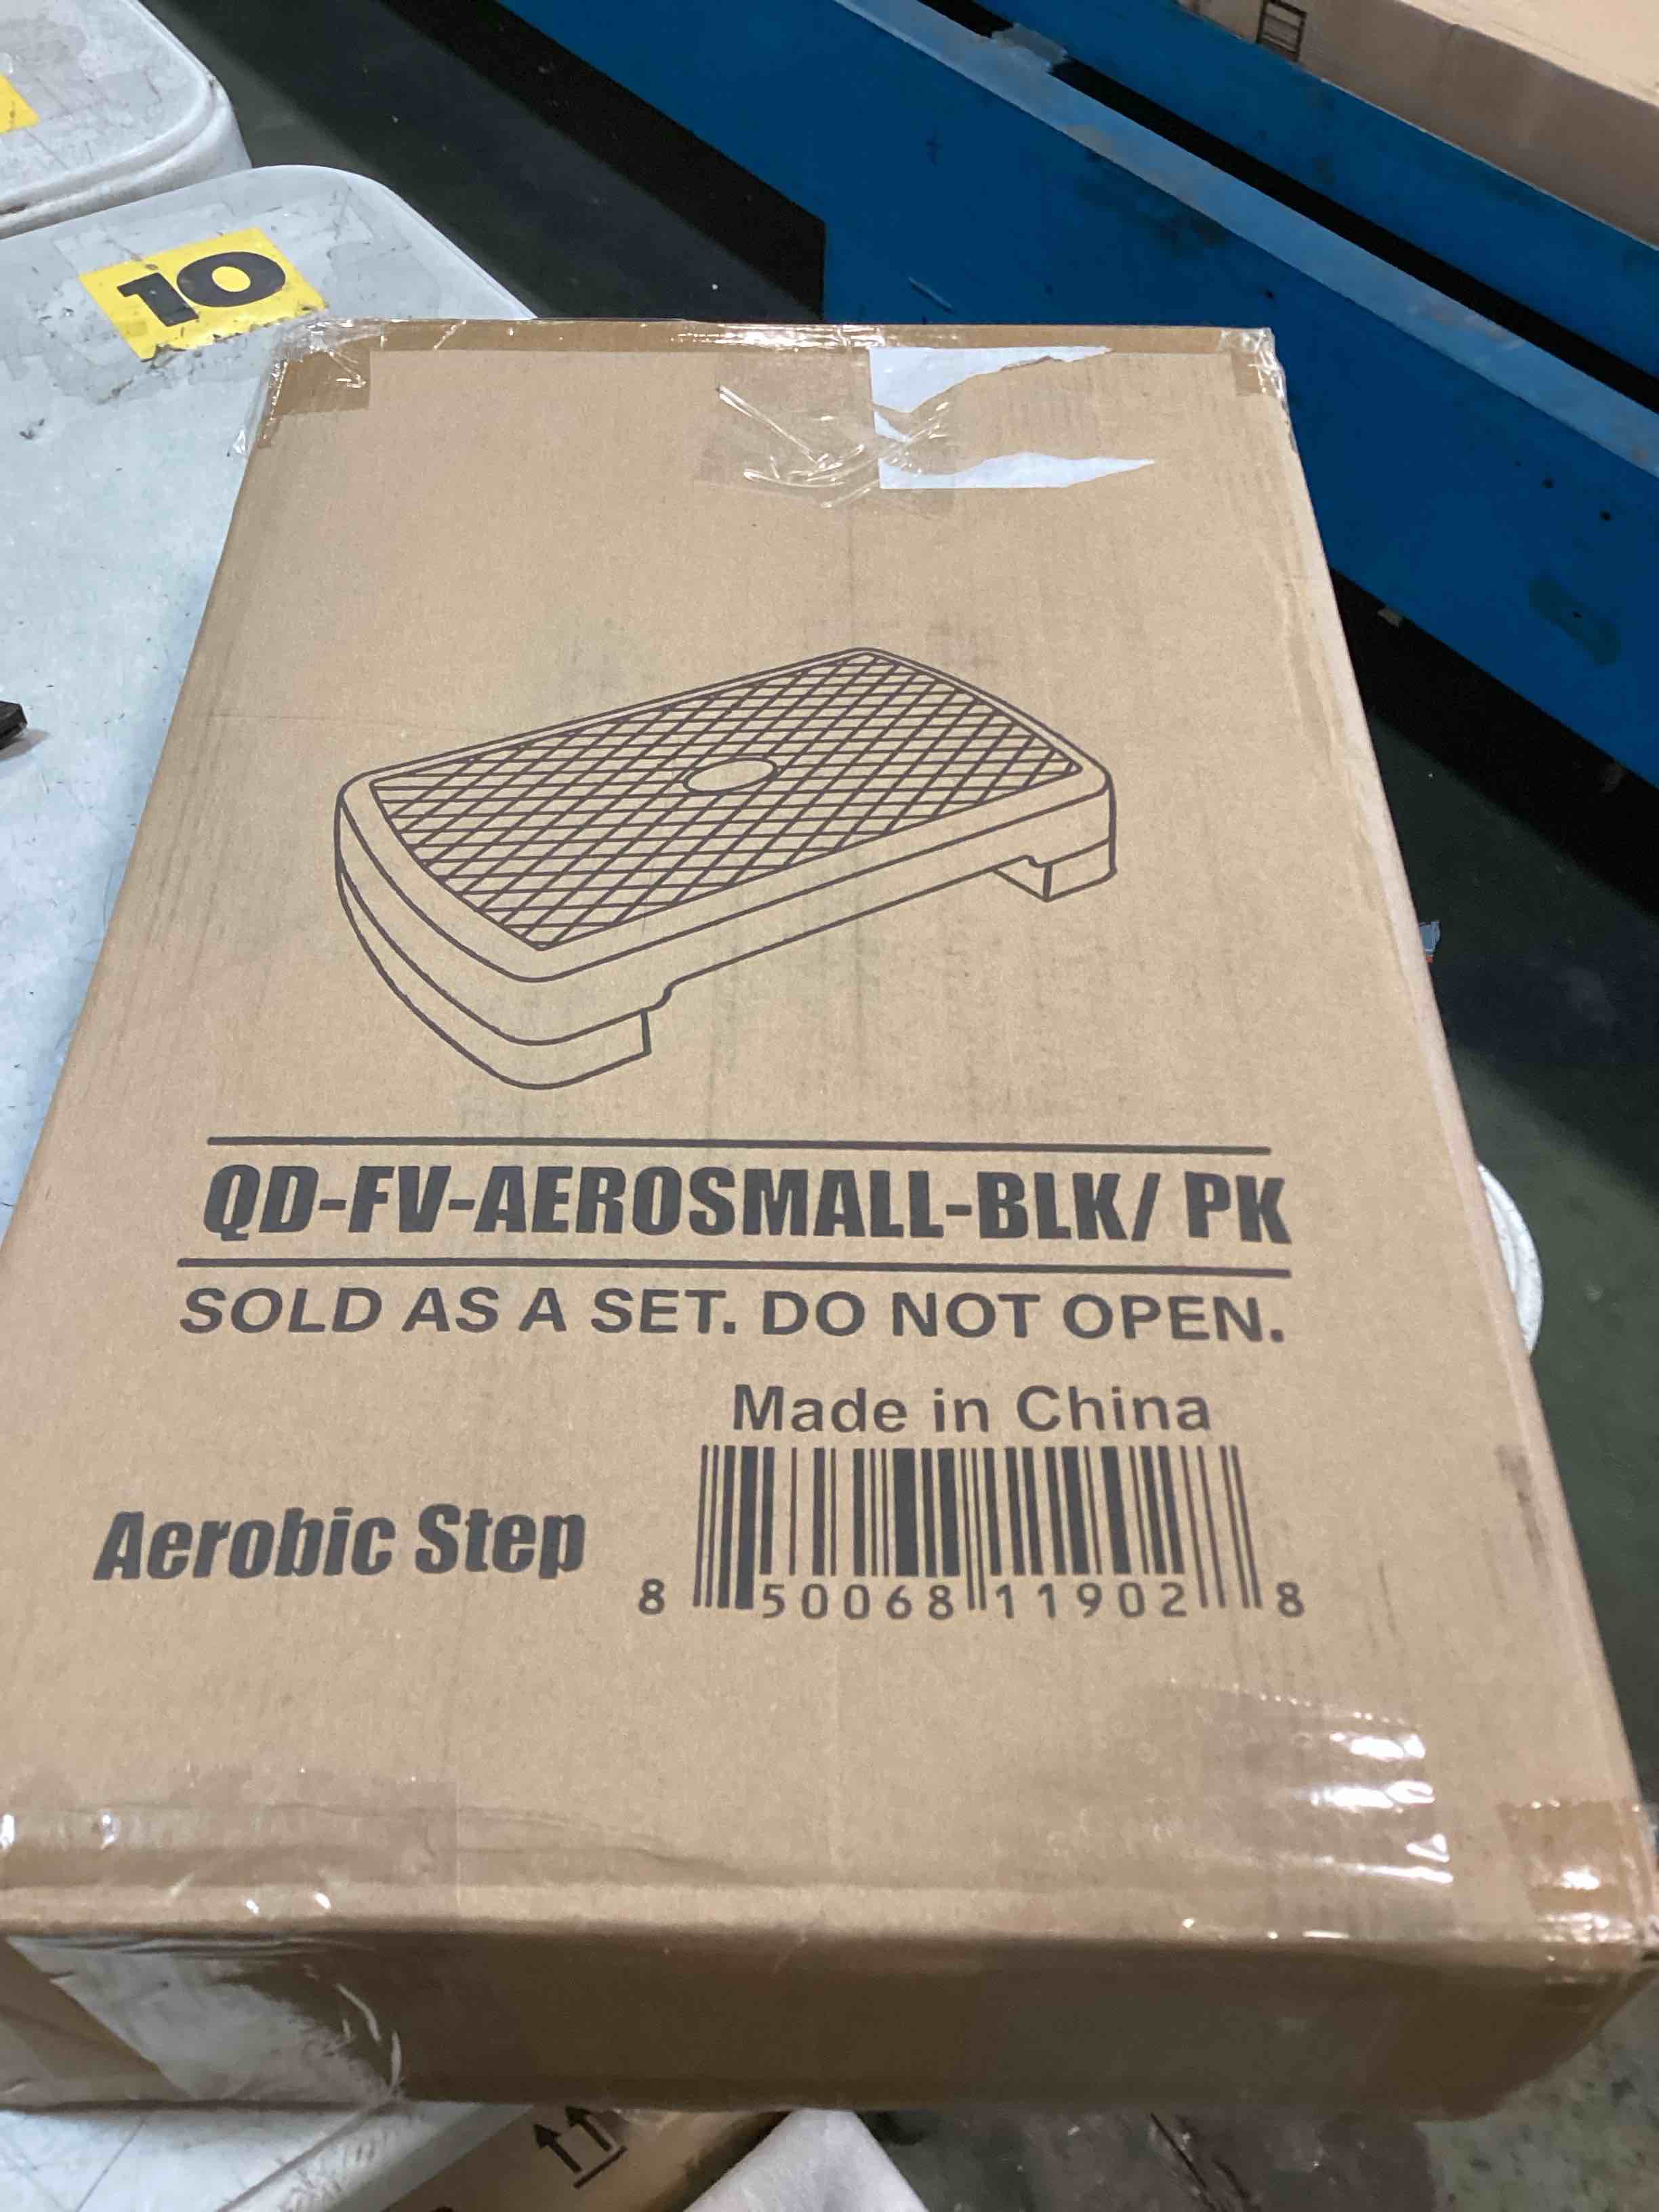 10
QD-FV-AEROSMALL-BLK/ PK
SOLD AS A SET. DO NOT OPEN.
Made in China
Aerobic Step
8 50068 11902 8